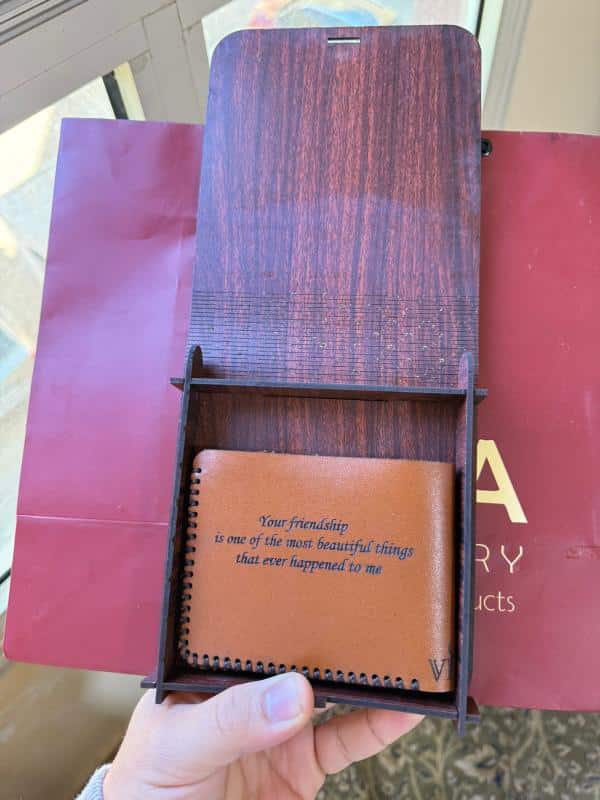 Your friendship
is one of the most beautiful things
that ever happened to me
V
A
RY
ucts